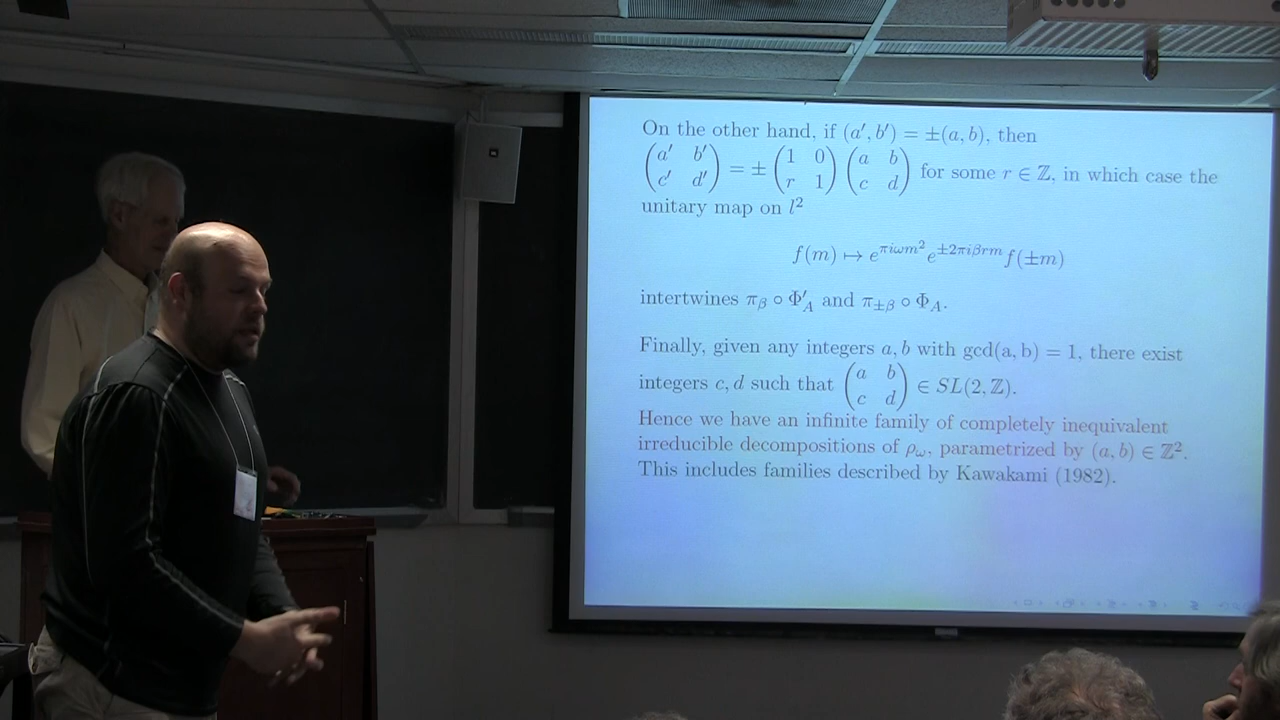 On the other hand, if (a′, b′) = ±(a, b), then
(a′ b′ c′ d′) = ± (1 0 r 1) (a b c d) for some r ∈ ℤ, in which case the
unitary map on l²
f(m) ↦ e^{πiωm²} e^{±2πiβrm} f(±m)
intertwines π_β ∘ Φ′_A and π_{±β} ∘ Φ_A.
Finally, given any integers a, b with gcd(a, b) = 1, there exist
integers c, d such that (a b c d) ∈ SL(2, ℤ).
Hence we have an infinite family of completely inequivalent
irreducible decompositions of ρ_ω, parametrized by (a, b) ∈ ℤ².
This includes families described by Kawakami (1982).